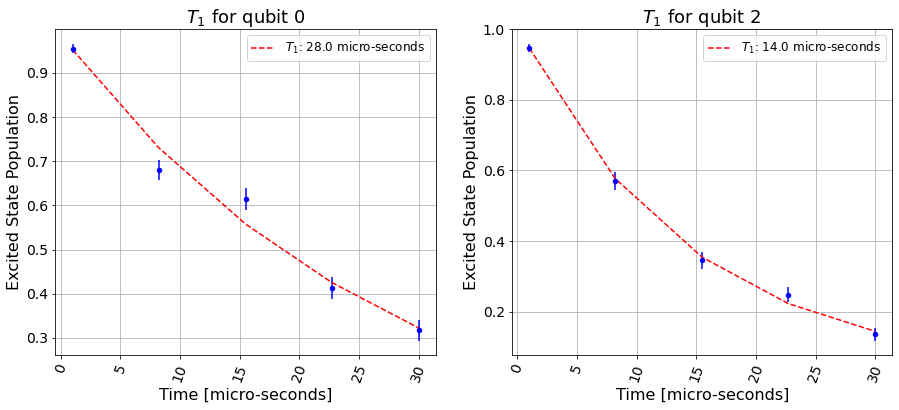 T₁ for qubit 0
T₁: 28.0 micro-seconds
Excited State Population
0.9
0.8
0.7
0.6
0.5
0.4
0.3
0 5 10 15 20 25 30
Time [micro-seconds]
T₁ for qubit 2
T₁: 14.0 micro-seconds
Excited State Population
1.0
0.8
0.6
0.4
0.2
0 5 10 15 20 25 30
Time [micro-seconds]